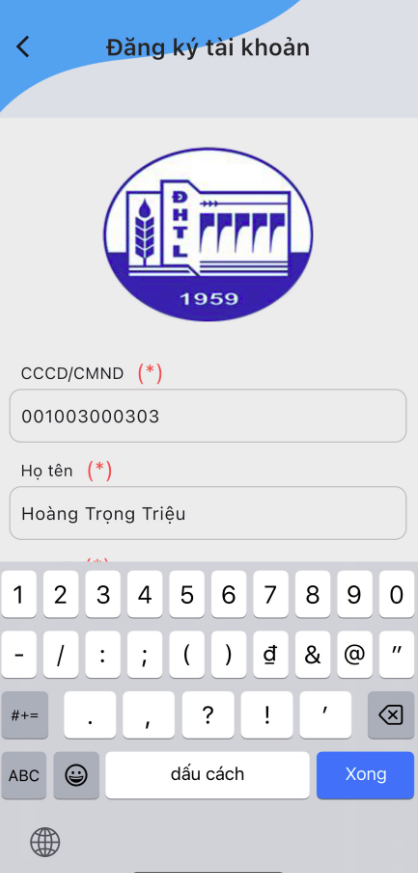 Đăng ký tài khoản
ĐHTL
1959
CCCD/CMND (*)
001003000303
Họ tên (*)
Hoàng Trọng Triệu
1 2 3 4 5 6 7 8 9 0
- / : ; ( ) ₫ & @ "
#+= . , ? ! ’
ABC dấu cách Xong